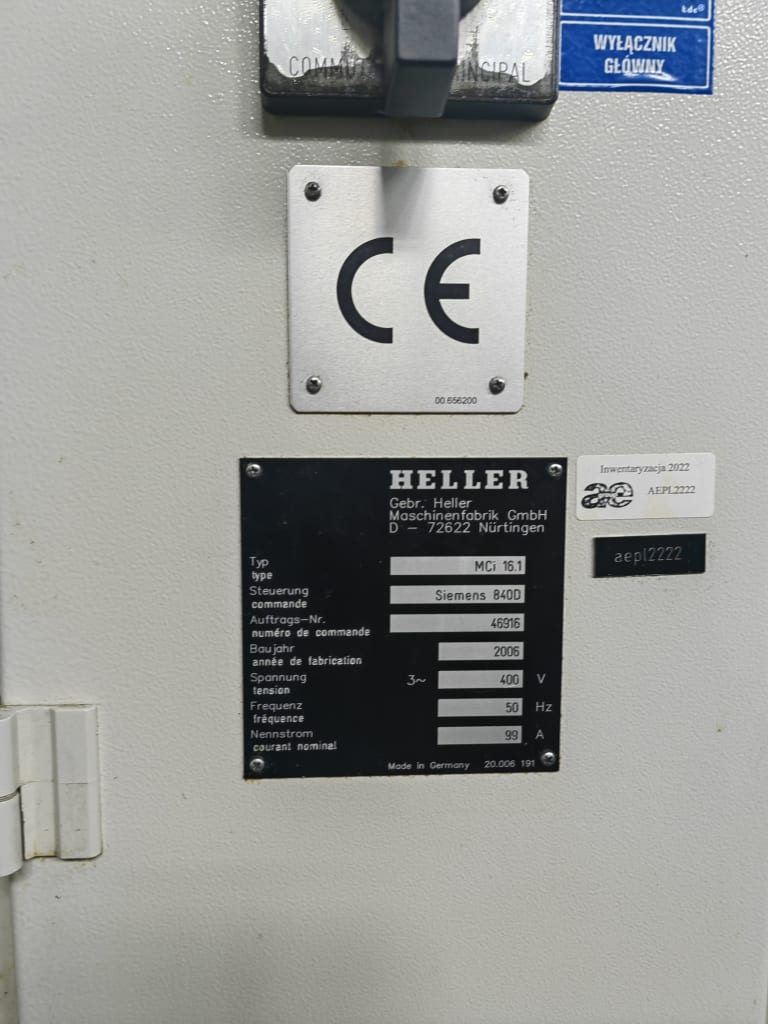 tdc®
WYŁĄCZNIK
GŁÓWNY
CE
00.656200
HELLER
Gebr. Heller
Maschinenfabrik GmbH
D – 72622 Nürtingen
Typ
type
MCi 16.1
Steuerung
commande
Siemens 840D
Auftrags-Nr.
numéro de commande
46916
Baujahr
année de fabrication
2006
Spannung
tension
3~ 400 V
Frequenz
fréquence
50 Hz
Nennstrom
courant nominal
99 A
Made in Germany 20.006 191
Inwentaryzacja 2022
ae AEPL2222
aepl2222